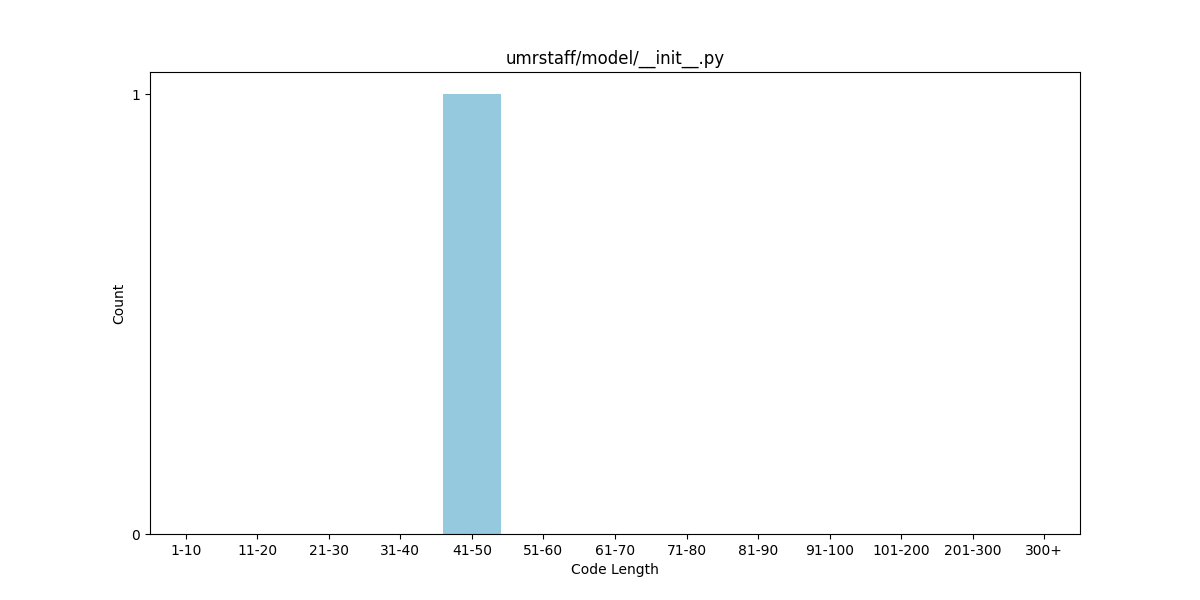 umrstaff/model/__init__.py
1
Count
0
1-10 11-20 21-30 31-40 41-50 51-60 61-70 71-80 81-90 91-100 101-200 201-300 300+
Code Length